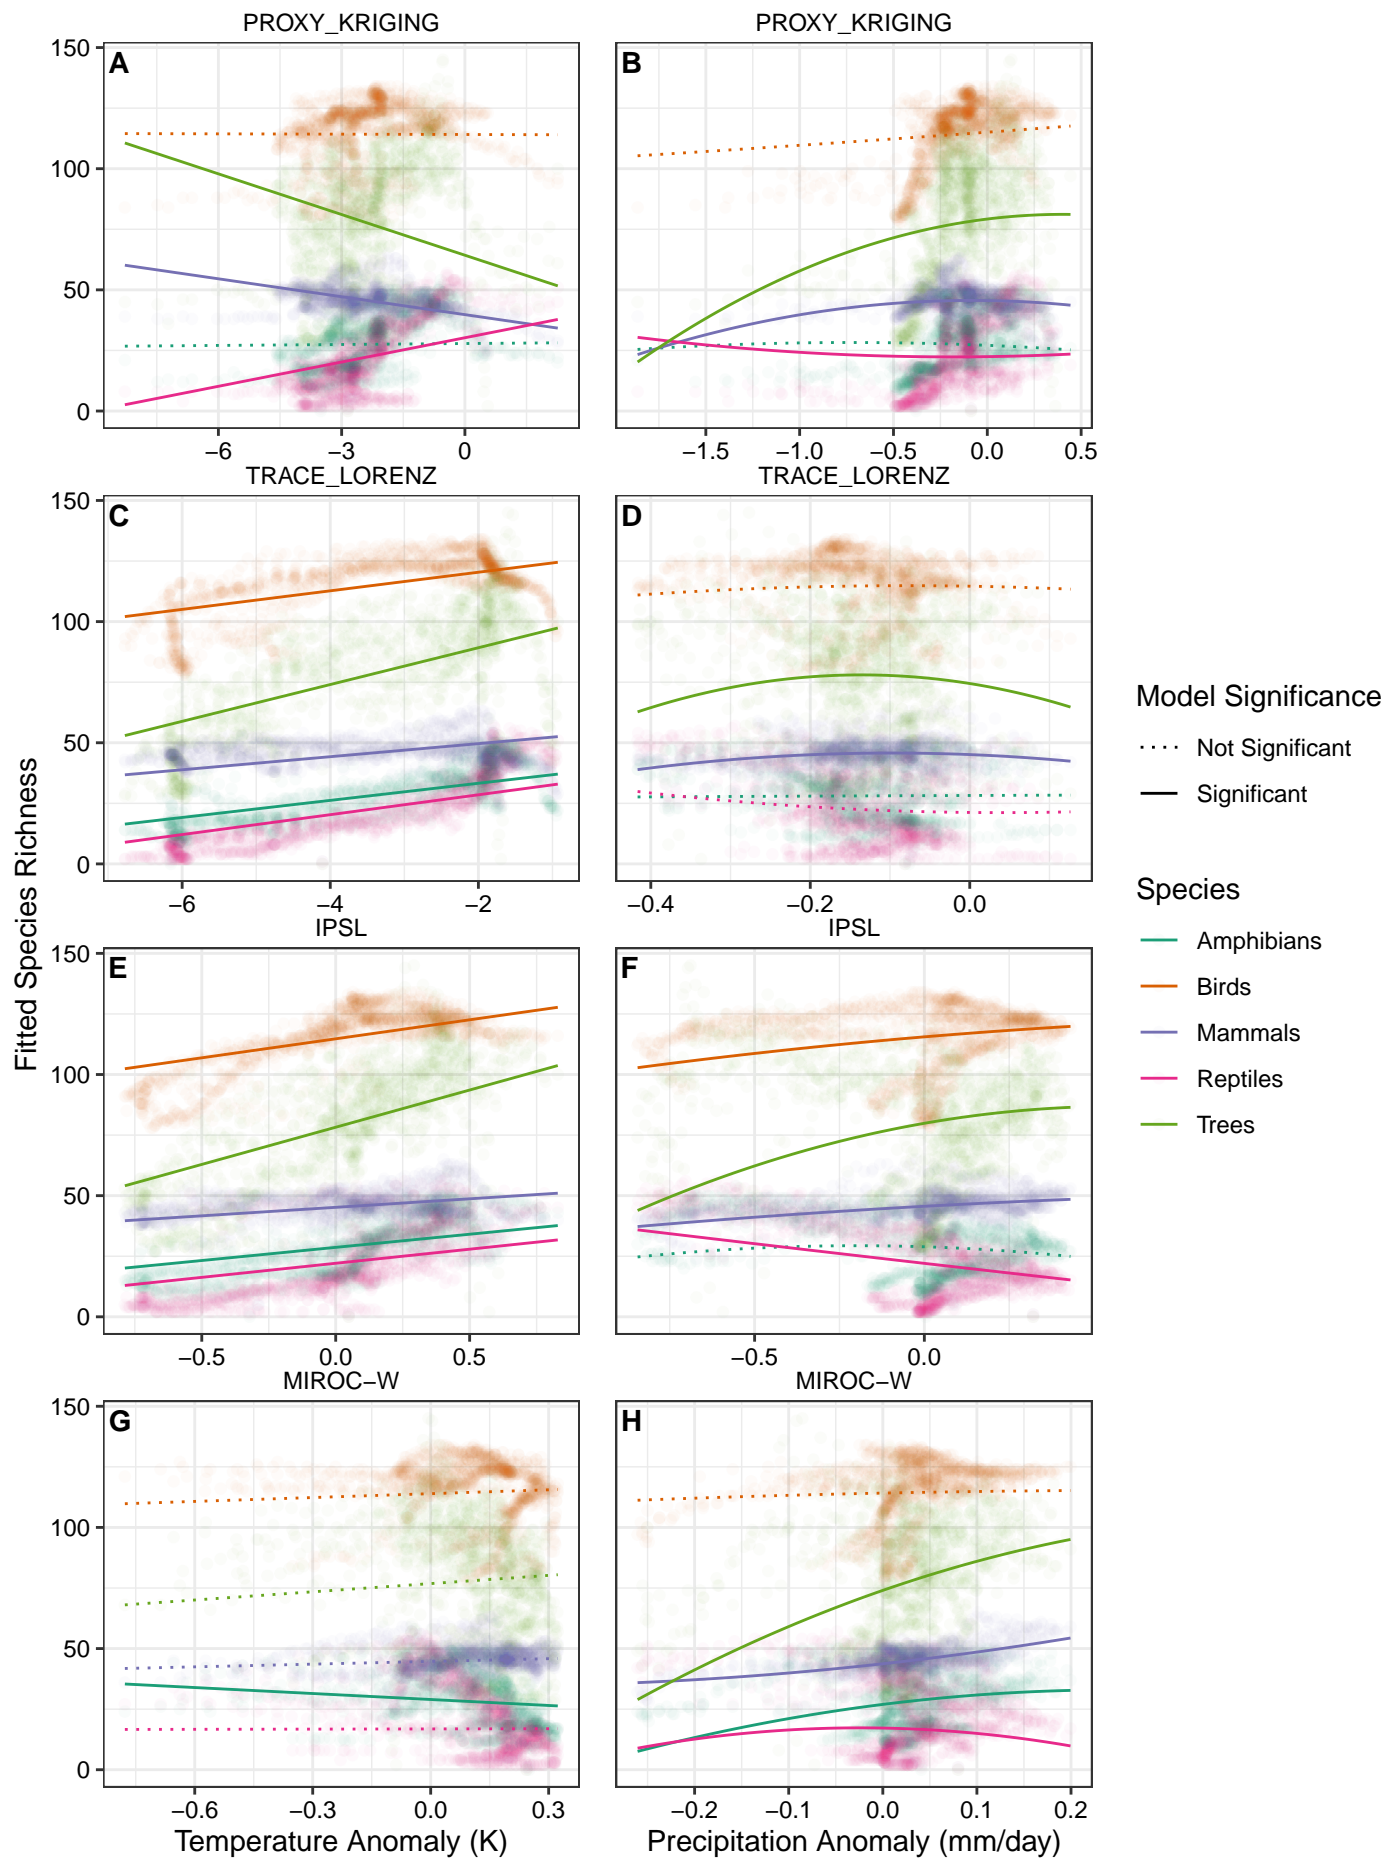 PROXY_KRIGING PROXY_KRIGING
A B
150
100
50
0
−6 −3 0 −1.5 −1.0 −0.5 0.0 0.5
TRACE_LORENZ TRACE_LORENZ
C D
150
100
50
0
−6 −4 −2 −0.4 −0.2 0.0
IPSL IPSL
E F
150
100
50
0
−0.5 0.0 0.5 −0.5 0.0
MIROC−W MIROC−W
G H
150
100
50
0
−0.6 −0.3 0.0 0.3 −0.2 −0.1 0.0 0.1 0.2
Temperature Anomaly (K) Precipitation Anomaly (mm/day)
Fitted Species Richness
Model Significance
Not Significant
Significant
Species
Amphibians
Birds
Mammals
Reptiles
Trees